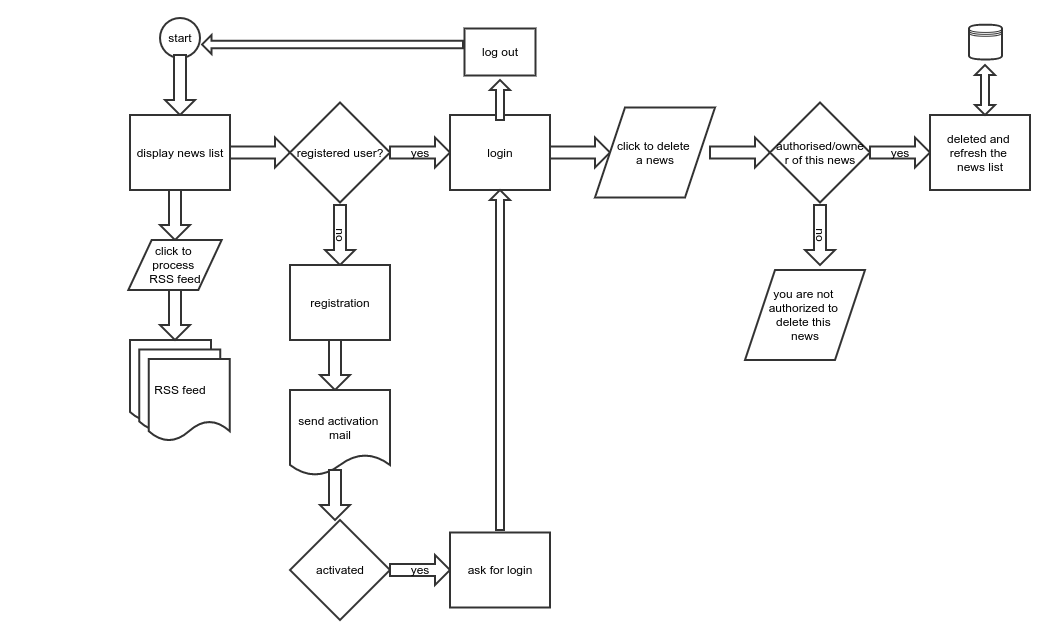 start
log out
display news list
registered user?
yes
login
click to delete
a news
authorised/owne
r of this news
yes
deleted and
refresh the
news list
no
no
click to
process
RSS feed
registration
you are not
authorized to
delete this
news
RSS feed
send activation
mail
activated
yes
ask for login